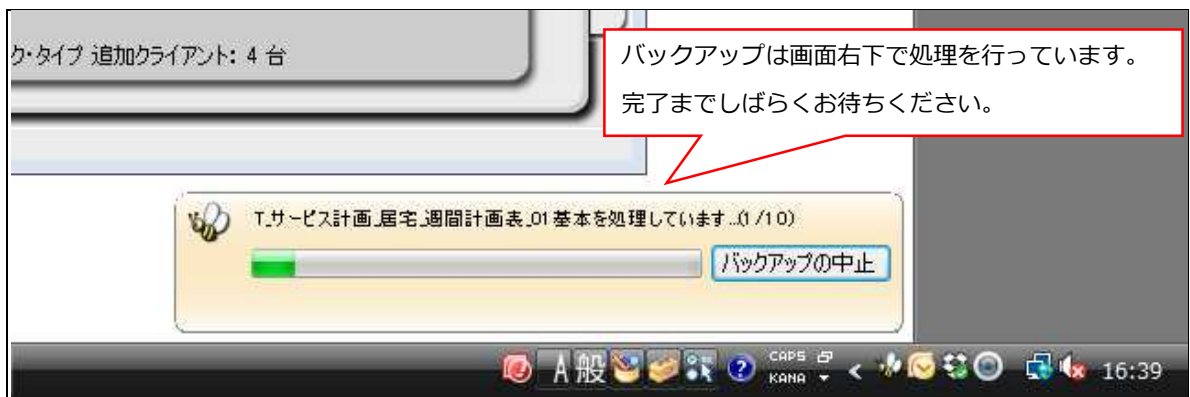 ク・タイプ 追加クライアント: 4 台
バックアップは画面右下で処理を行っています。
完了までしばらくお待ちください。
T_サービス計画_居宅_週間計画表_01基本を処理しています...(1/10)
バックアップの中止
A 般 CAPS KANA 16:39